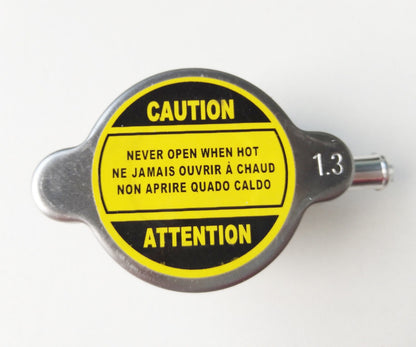 CAUTION
NEVER OPEN WHEN HOT
NE JAMAIS OUVRIR À CHAUD
NON APRIRE QUADO CALDO
ATTENTION
1.3